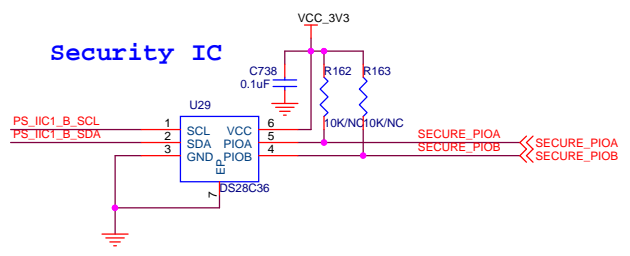 VCC_3V3
Security IC
C738
0.1uF
R162
R163
10K/NC
10K/NC
U29
PS_IIC1_B_SCL
PS_IIC1_B_SDA
1 SCL VCC 6
2 SDA PIOA 5
3 GND PIOB 4
EP
7
DS28C36
SECURE_PIOA
SECURE_PIOB
SECURE_PIOA
SECURE_PIOB